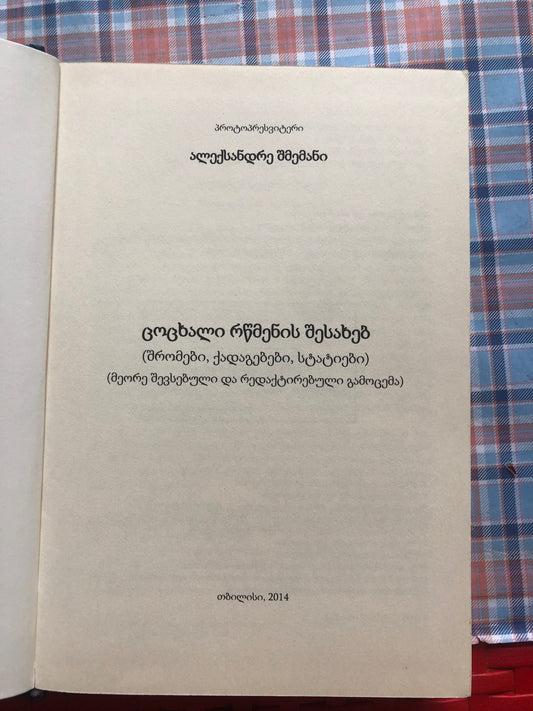 პროტოპრესვიტერი
ალექსანდრე შმემანი
ცოცხალი რწმენის შესახებ
(შრომები, ქადაგებები, სტატიები)
(მეორე შევსებული და რედაქტირებული გამოცემა)
თბილისი, 2014